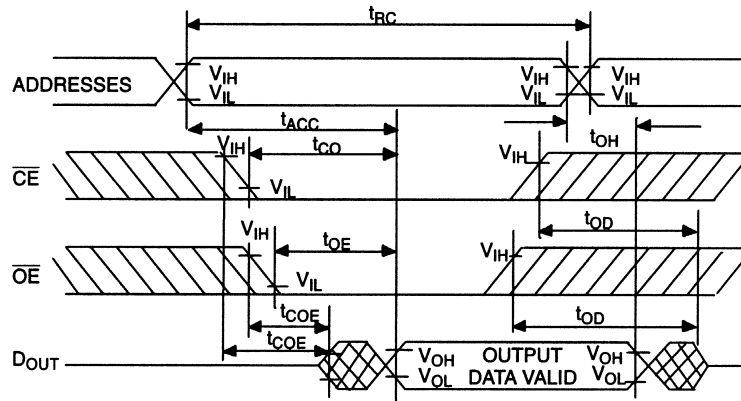 tRC
ADDRESSES
VIH
VIL
VIH
VIL
VIH
VIL
tACC
tCO
tOH
CE
VIH
VIL
VIH
tOD
OE
VIH
VIL
tOE
VIH
tOD
tCOE
tCOE
DOUT
VOH
VOL
OUTPUT
DATA VALID
VOH
VOL